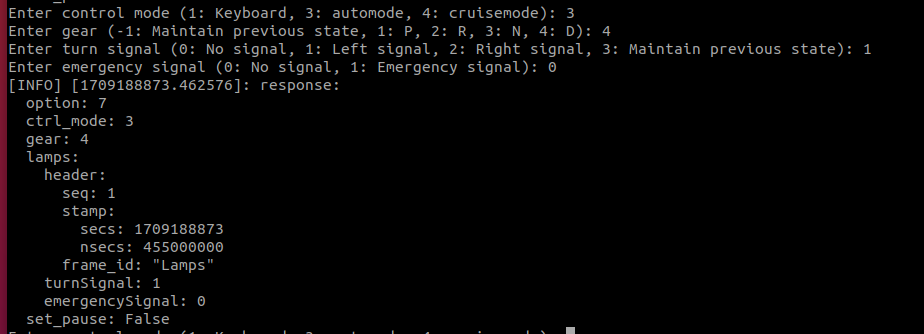 Enter control mode (1: Keyboard, 3: automode, 4: cruisemode): 3
Enter gear (-1: Maintain previous state, 1: P, 2: R, 3: N, 4: D): 4
Enter turn signal (0: No signal, 1: Left signal, 2: Right signal, 3: Maintain previous state): 1
Enter emergency signal (0: No signal, 1: Emergency signal): 0
[INFO] [1709188873.462576]: response:
  option: 7
  ctrl_mode: 3
  gear: 4
  lamps:
    header:
      seq: 1
      stamp:
        secs: 1709188873
        nsecs: 455000000
      frame_id: "Lamps"
    turnSignal: 1
    emergencySignal: 0
  set_pause: False